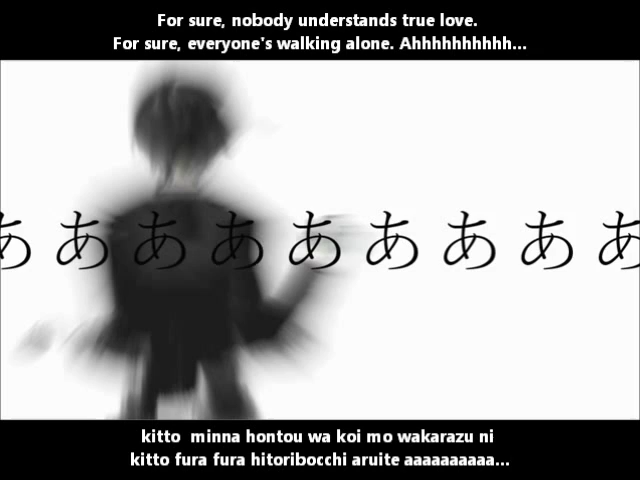 For sure, nobody understands true love.
For sure, everyone's walking alone. Ahhhhhhhhhh...
あ あ あ あ あ あ あ あ あ
kitto minna hontou wa koi mo wakarazu ni
kitto fura fura hitoribocchi aruite aaaaaaaaaa...